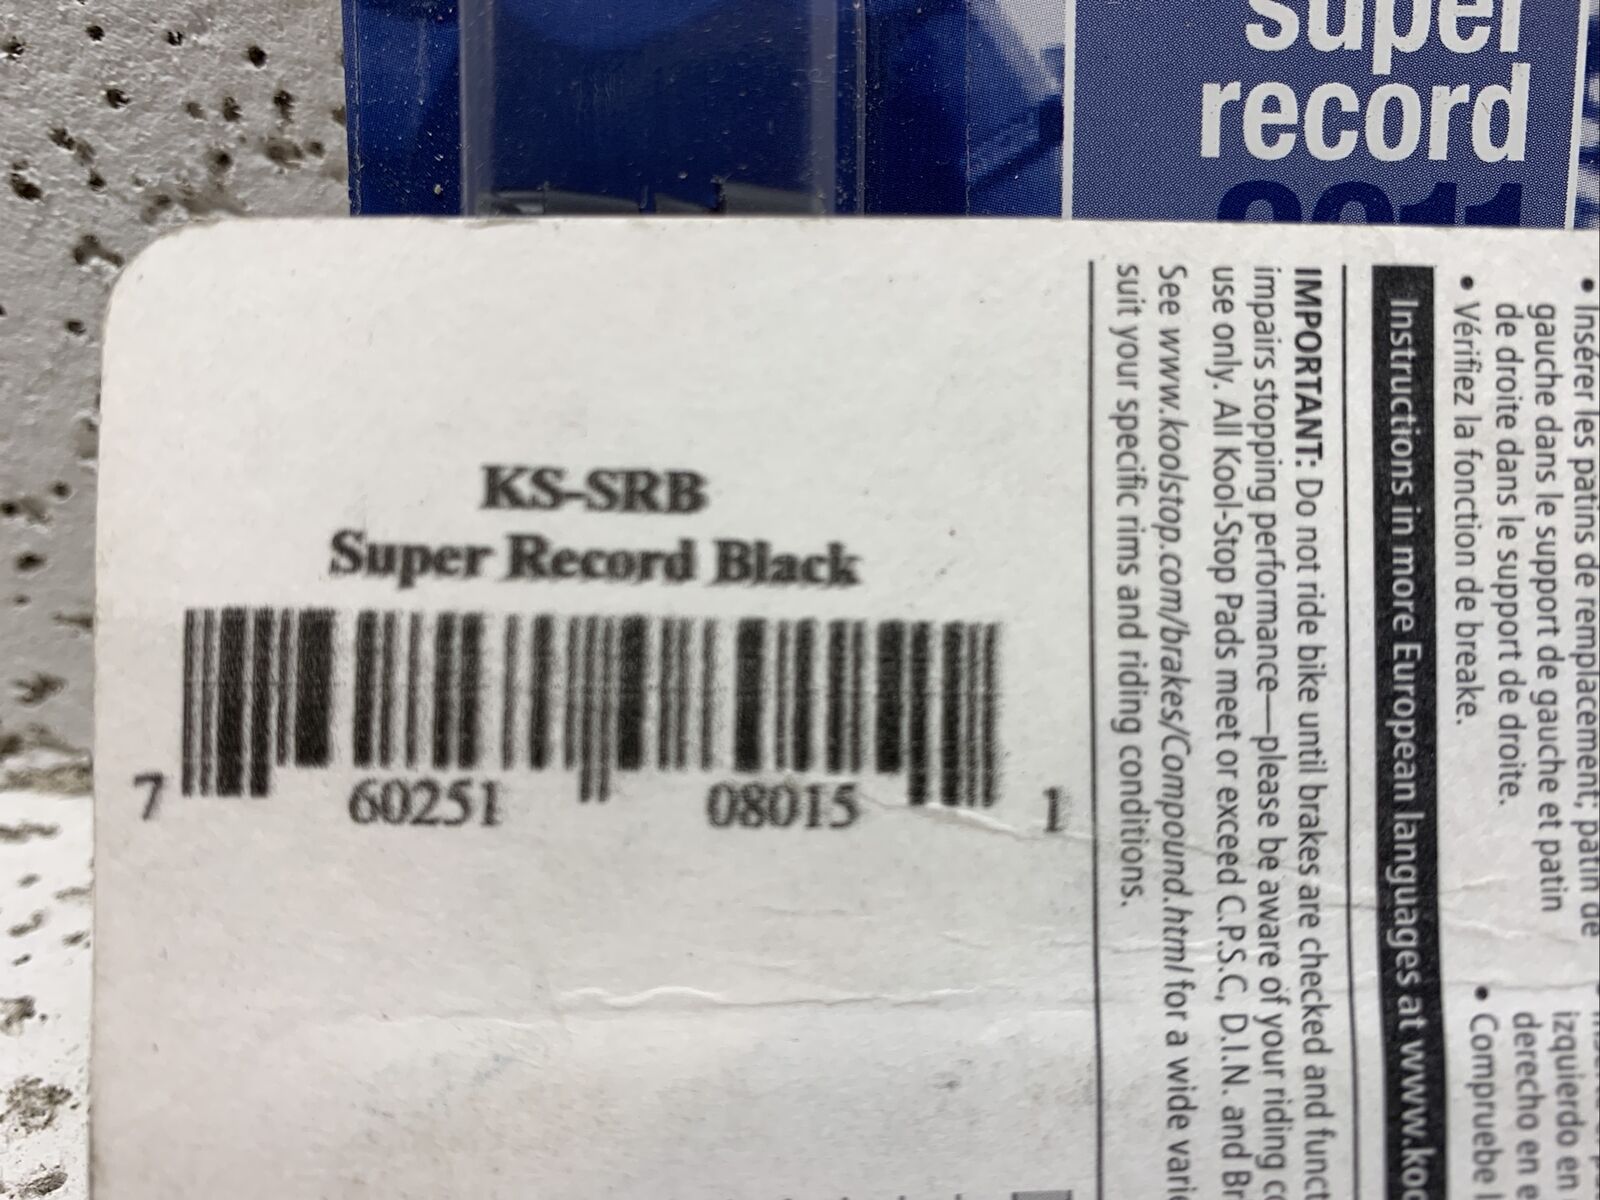 super
record
2011
KS-SRB
Super Record Black
7 60251 08015 1
• Insérer les patins de remplacement; patin de
gauche dans le support de gauche et patin
de droite dans le support de droite.
• Vérifiez la fonction de breake.
Instructions in more European languages at www.ko
IMPORTANT: Do not ride bike until brakes are checked and funct
impairs stopping performance—please be aware of your riding c
use only. All Kool-Stop Pads meet or exceed C.P.S.C, D.I.N. and Br
See www.koolstop.com/brakes/Compound.html for a wide varie
suit your specific rims and riding conditions.
izquierdo en
derecho en e
• Compruebe